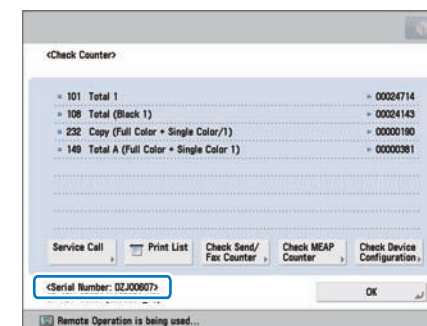 <Check Counter>
101 Total 1 00024714
108 Total (Black 1) 00024143
232 Copy (Full Color + Single Color/1) 00000190
149 Total A (Full Color + Single Color 1) 00000381
Service Call Print List Check Send/ Fax Counter Check MEAP Counter Check Device Configuration
<Serial Number: DZJ00607> OK
Remote Operation is being used...